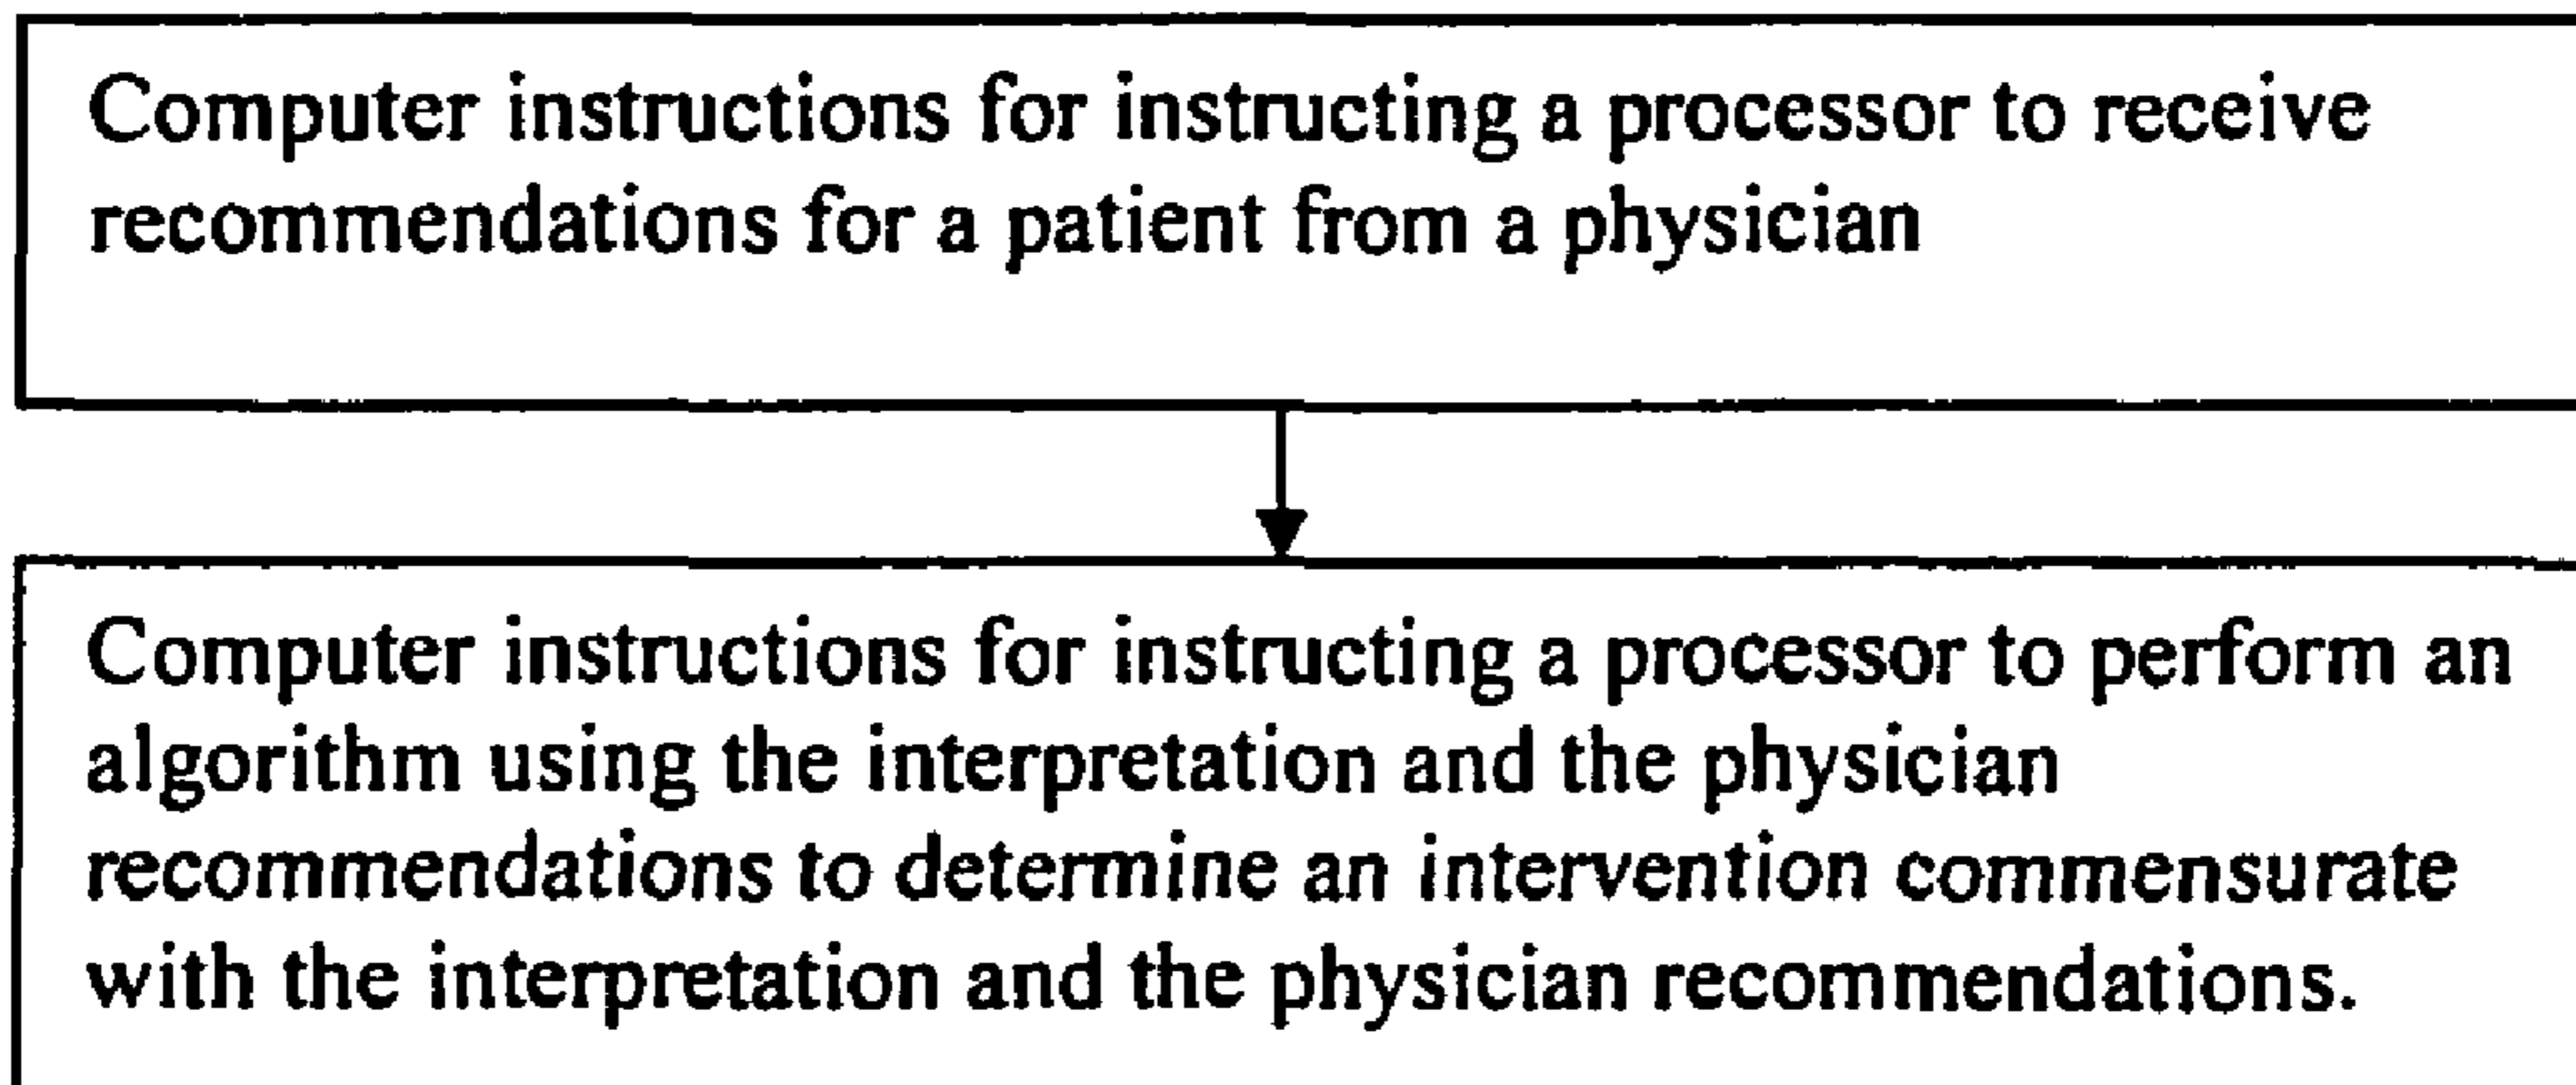 Computer instructions for instructing a processor to receive
recommendations for a patient from a physician
Computer instructions for instructing a processor to perform an
algorithm using the interpretation and the physician
recommendations to determine an intervention commensurate
with the interpretation and the physician recommendations.